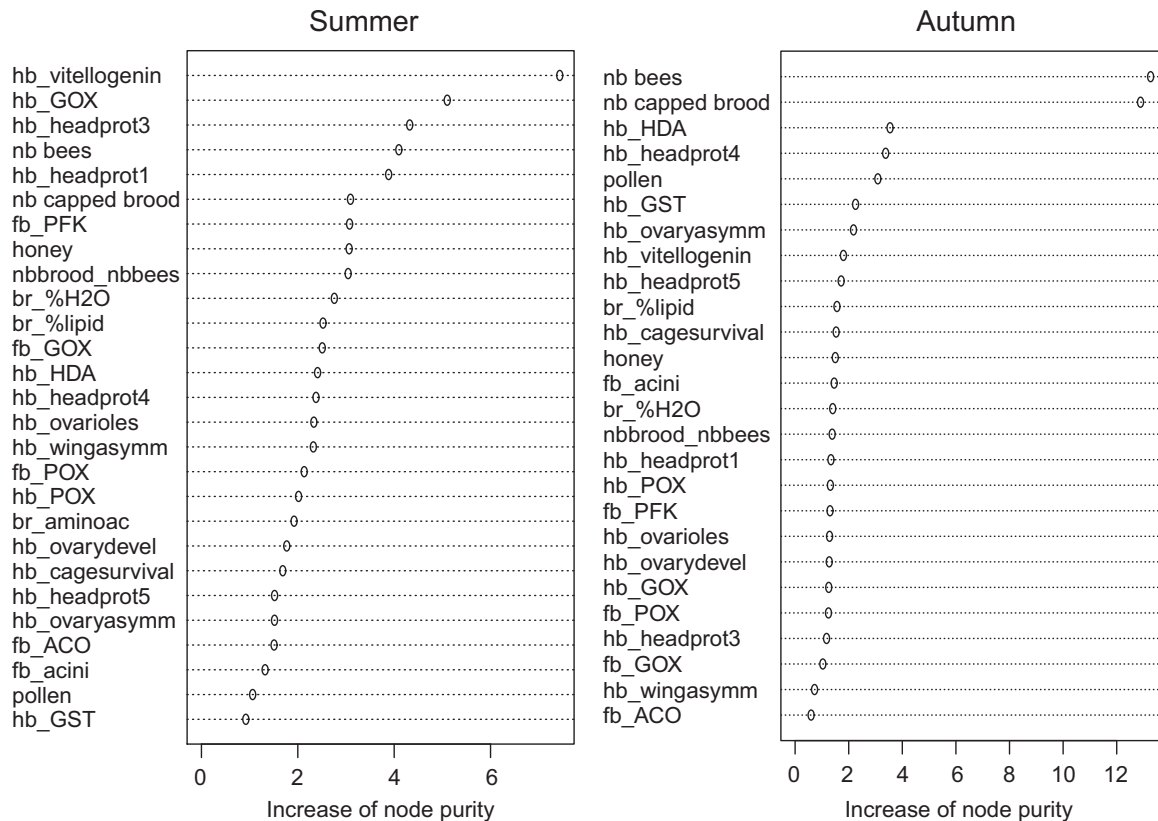 Summer
hb_vitellogenin
hb_GOX
hb_headprot3
nb bees
hb_headprot1
nb capped brood
fb_PFK
honey
nbbrood_nbbees
br_%H2O
br_%lipid
fb_GOX
hb_HDA
hb_headprot4
hb_ovarioles
hb_wingasymm
fb_POX
hb_POX
br_aminoac
hb_ovarydevel
hb_cagesurvival
hb_headprot5
hb_ovaryasymm
fb_ACO
fb_acini
pollen
hb_GST
0 2 4 6
Increase of node purity
Autumn
nb bees
nb capped brood
hb_HDA
hb_headprot4
pollen
hb_GST
hb_ovaryasymm
hb_vitellogenin
hb_headprot5
br_%lipid
hb_cagesurvival
honey
fb_acini
br_%H2O
nbbrood_nbbees
hb_headprot1
hb_POX
fb_PFK
hb_ovarioles
hb_ovarydevel
hb_GOX
fb_POX
hb_headprot3
fb_GOX
hb_wingasymm
fb_ACO
0 2 4 6 8 10 12
Increase of node purity